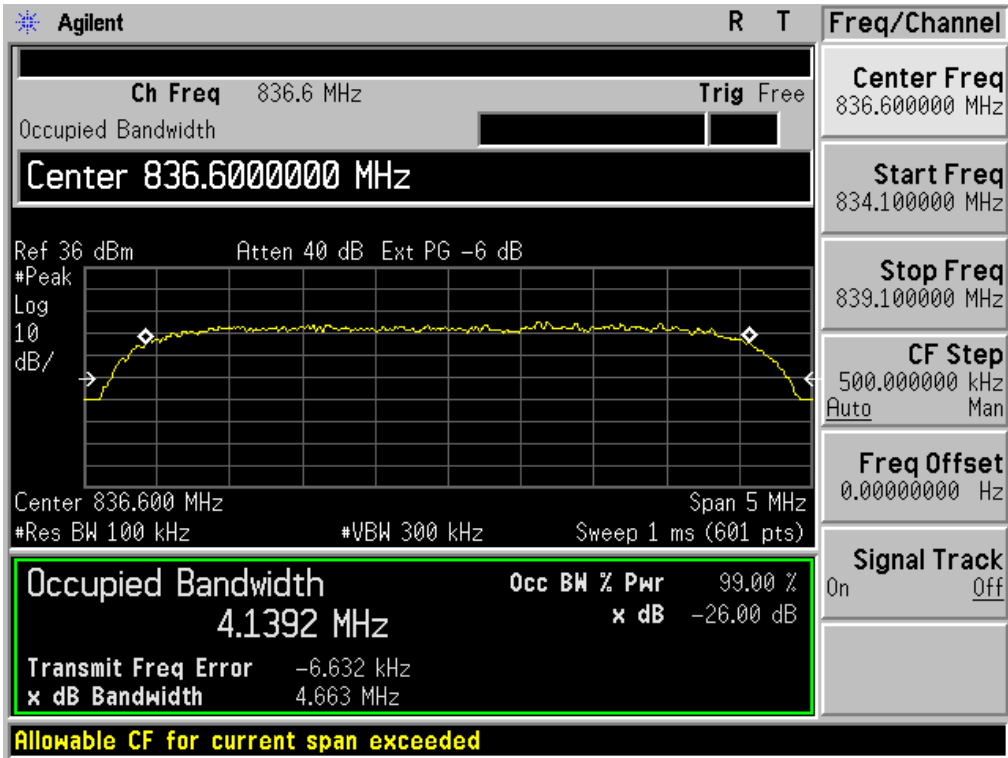 Agilent R T
Ch Freq 836.6 MHz Trig Free
Occupied Bandwidth
Center 836.6000000 MHz
Ref 36 dBm Atten 40 dB Ext PG -6 dB
#Peak
Log
10
dB/
Center 836.600 MHz Span 5 MHz
#Res BW 100 kHz #VBW 300 kHz Sweep 1 ms (601 pts)
Occupied Bandwidth Occ BW % Pwr 99.00 %
4.1392 MHz x dB -26.00 dB
Transmit Freq Error -6.632 kHz
x dB Bandwidth 4.663 MHz
Allowable CF for current span exceeded
Freq/Channel
Center Freq
836.600000 MHz
Start Freq
834.100000 MHz
Stop Freq
839.100000 MHz
CF Step
500.000000 kHz
Auto Man
Freq Offset
0.00000000 Hz
Signal Track
On Off